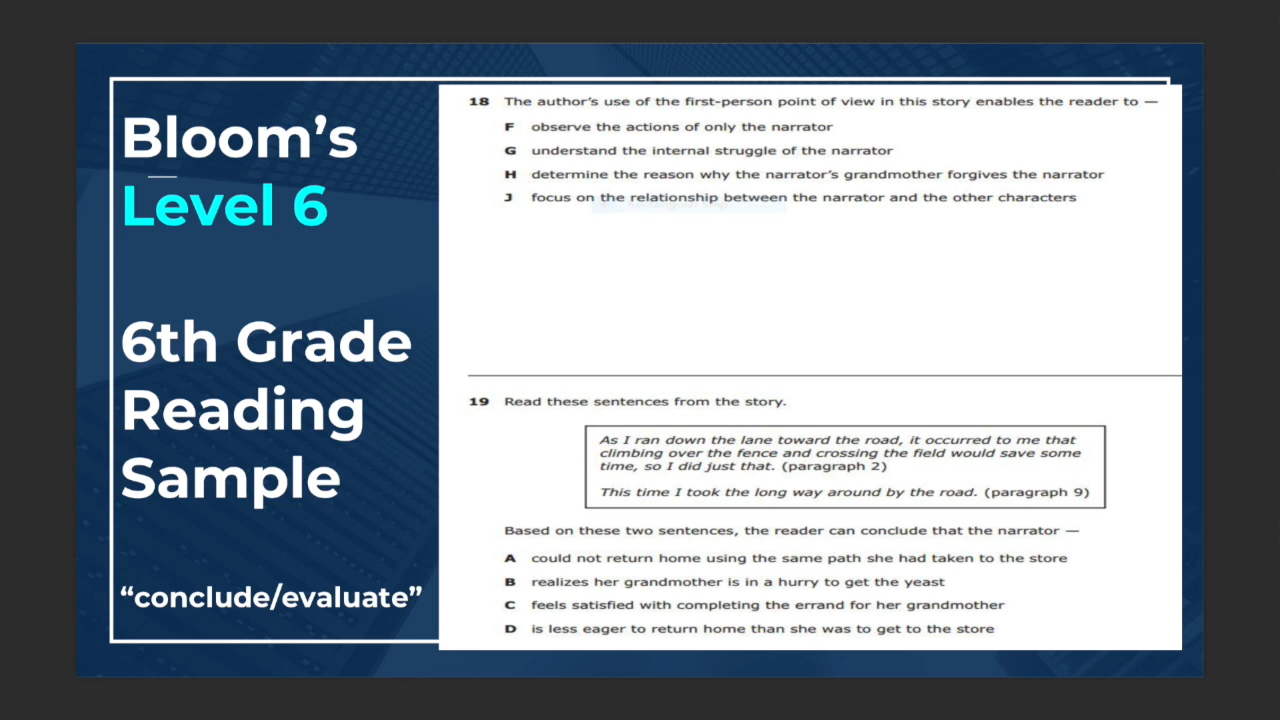 Bloom's
Level 6
6th Grade
Reading
Sample
“conclude/evaluate”
18 The author's use of the first-person point of view in this story enables the reader to —
F observe the actions of only the narrator
G understand the internal struggle of the narrator
H determine the reason why the narrator's grandmother forgives the narrator
J focus on the relationship between the narrator and the other characters
19 Read these sentences from the story.
As I ran down the lane toward the road, it occurred to me that
climbing over the fence and crossing the field would save some
time, so I did just that. (paragraph 2)
This time I took the long way around by the road. (paragraph 9)
Based on these two sentences, the reader can conclude that the narrator —
A could not return home using the same path she had taken to the store
B realizes her grandmother is in a hurry to get the yeast
C feels satisfied with completing the errand for her grandmother
D is less eager to return home than she was to get to the store